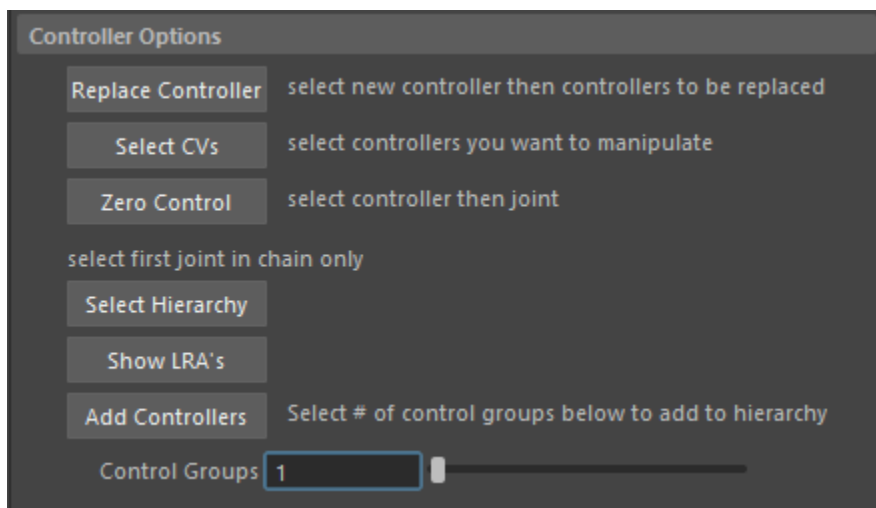 Controller Options
Replace Controller select new controller then controllers to be replaced
Select CVs select controllers you want to manipulate
Zero Control select controller then joint
select first joint in chain only
Select Hierarchy
Show LRA's
Add Controllers Select # of control groups below to add to hierarchy
Control Groups 1